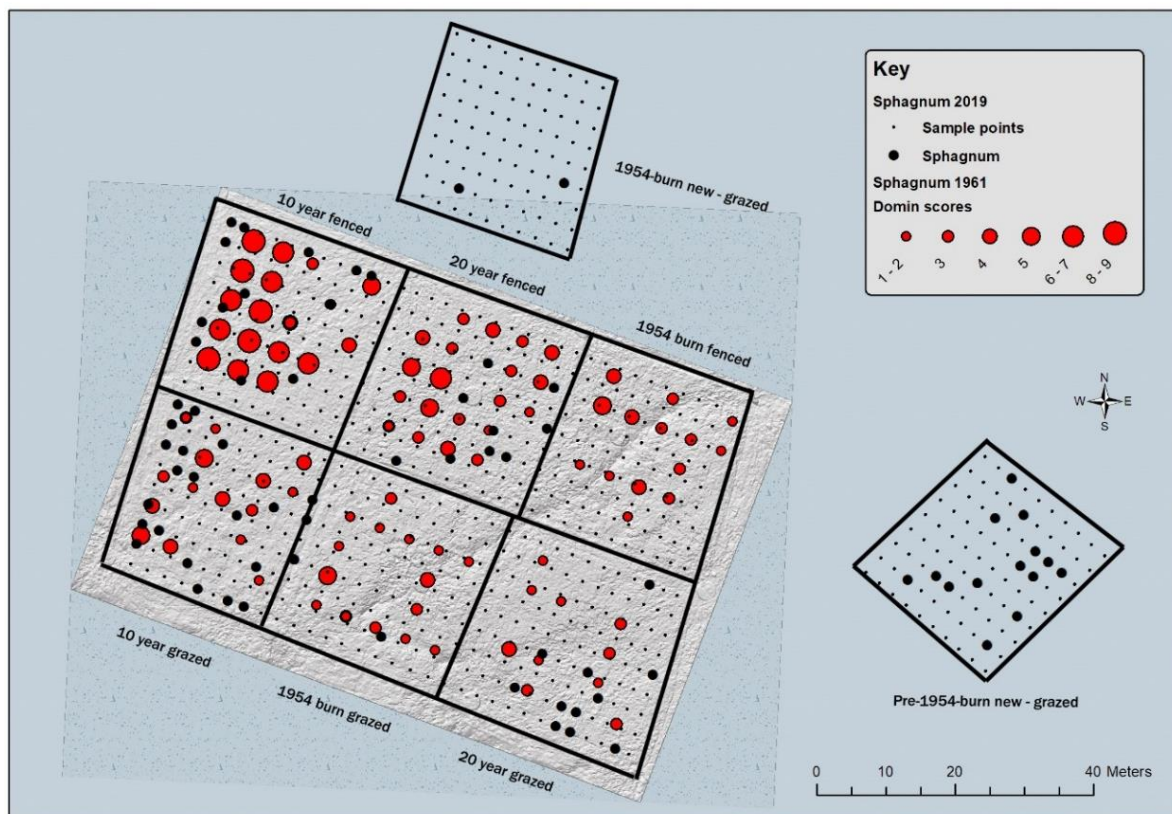 Key
Sphagnum 2019
Sample points
Sphagnum
Sphagnum 1961
Domin scores
1 - 2
3
4
5
6 - 7
8 - 9
1954-burn new - grazed
10 year fenced
20 year fenced
1954 burn fenced
N
W E
S
10 year grazed
1954 burn grazed
20 year grazed
Pre-1954-burn new - grazed
0 10 20 40 Meters